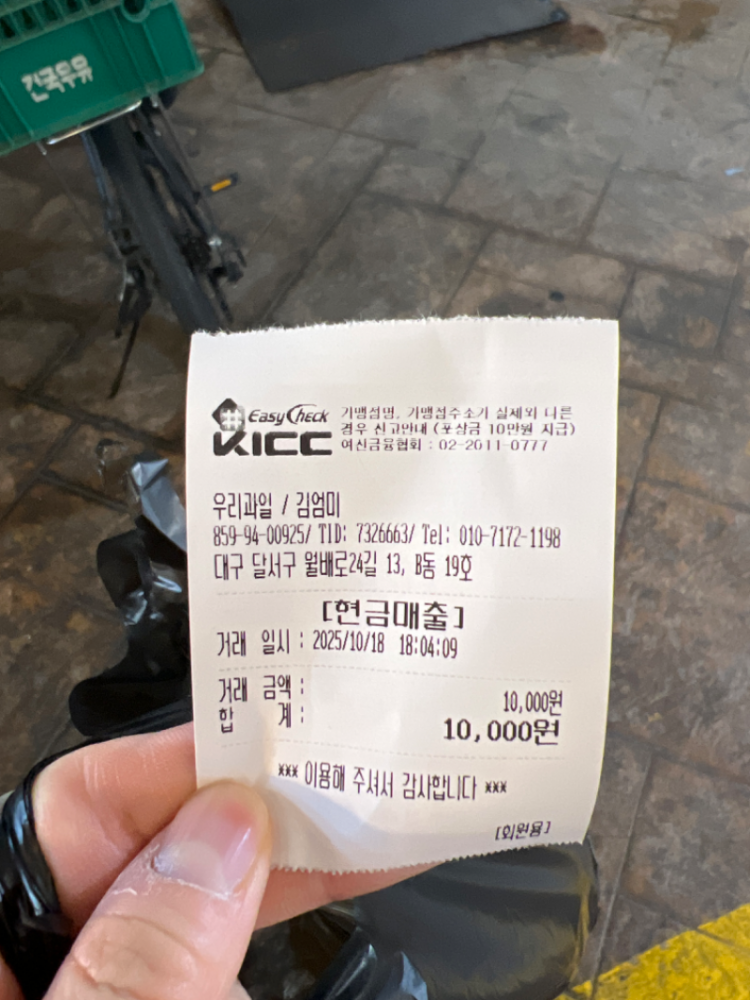 건국우유
Easy Check
KICC
가맹점명, 가맹점주소가 실제와 다른
경우 신고안내 (포상금 10만원 지급)
여신금융협회 : 02-2011-0777
우리과일 / 김엄미
859-94-00925/ TID: 7326663/ Tel: 010-7172-1198
대구 달서구 월배로24길 13, B동 19호
[현금매출]
거래 일시 : 2025/10/18 18:04:09
거래 금액 : 10,000원
합 계 : 10,000원
*** 이용해 주셔서 감사합니다 ***
[회원용]